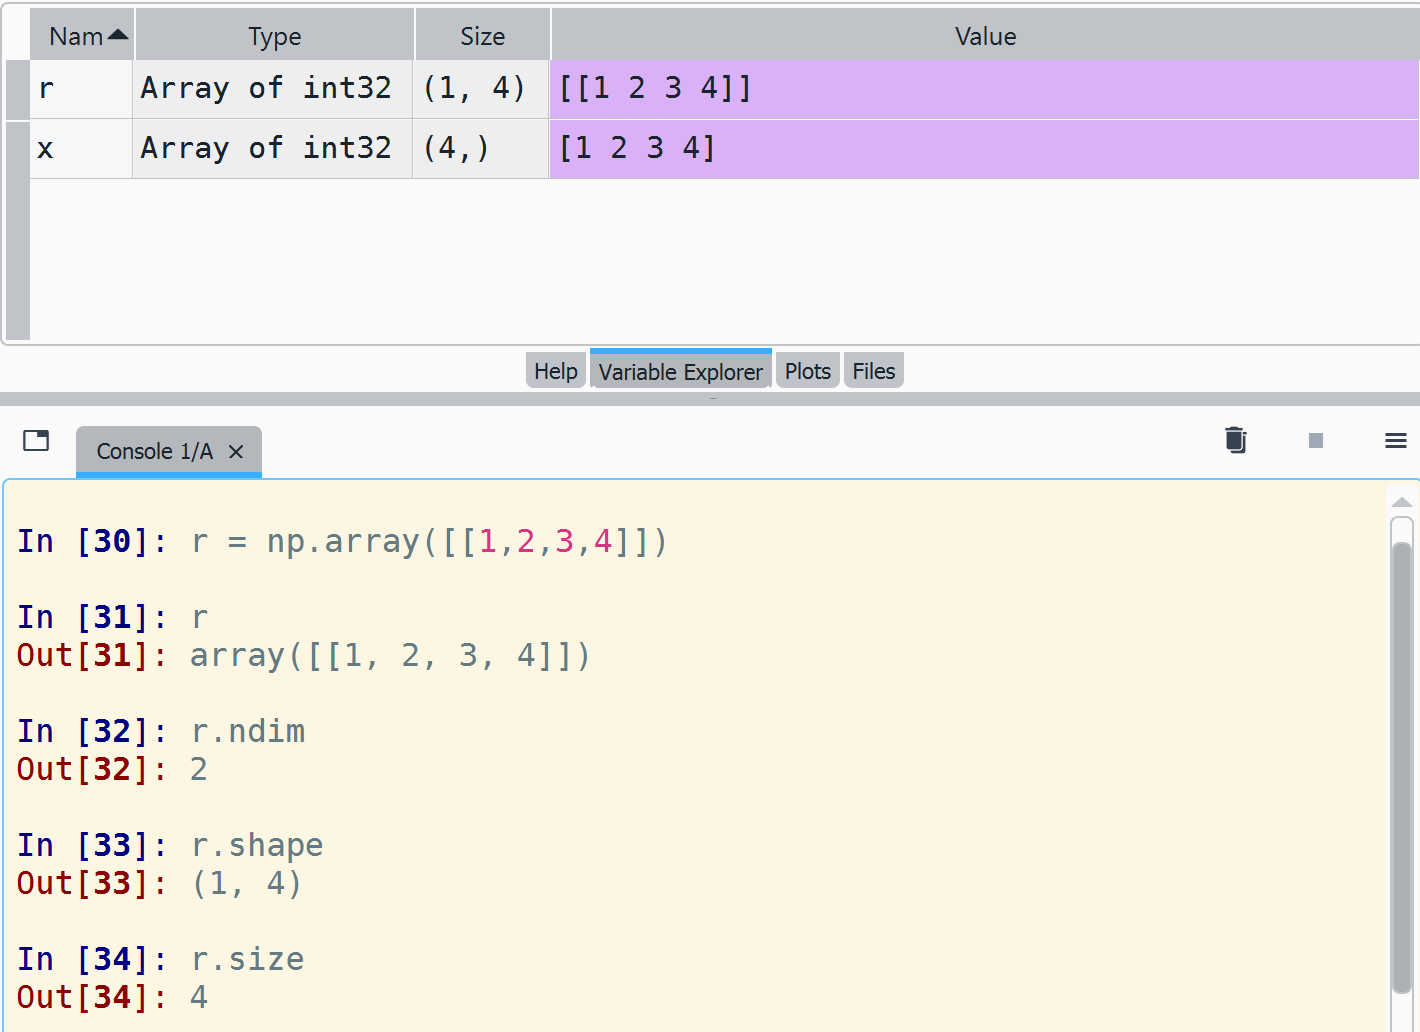 Nam Type Size Value
r Array of int32 (1, 4) [[1 2 3 4]]
x Array of int32 (4,) [1 2 3 4]
Help Variable Explorer Plots Files
Console 1/A ×
In [30]: r = np.array([[1,2,3,4]])
In [31]: r
Out[31]: array([[1, 2, 3, 4]])
In [32]: r.ndim
Out[32]: 2
In [33]: r.shape
Out[33]: (1, 4)
In [34]: r.size
Out[34]: 4